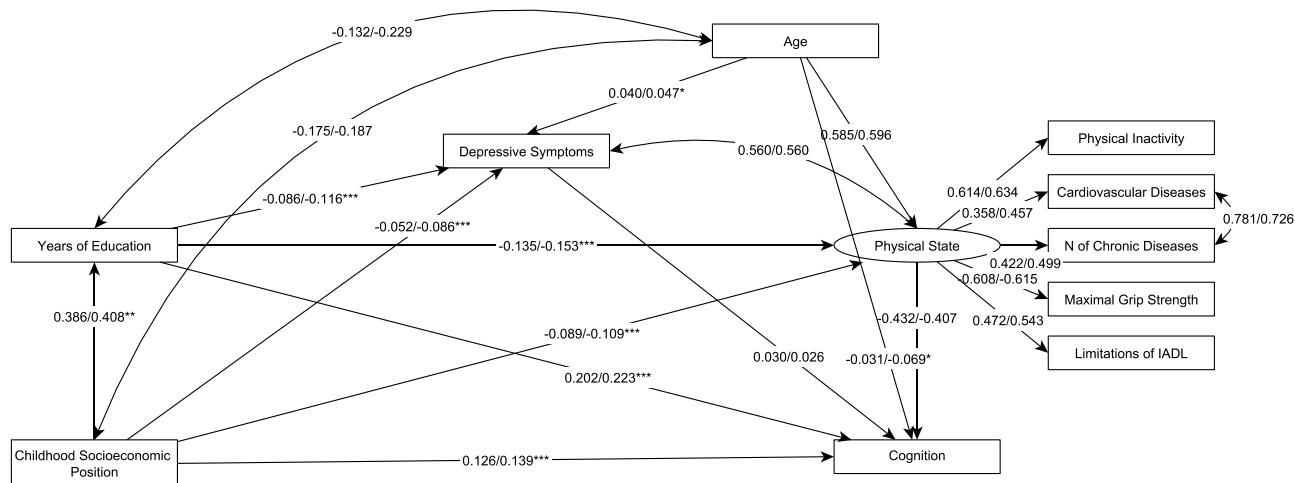 -0.132/-0.229
Age
0.040/0.047*
-0.175/-0.187
0.585/0.596
Physical Inactivity
Depressive Symptoms
0.560/0.560
0.614/0.634
Cardiovascular Diseases
-0.086/-0.116***
0.358/0.457
0.781/0.726
-0.052/-0.086***
Years of Education
-0.135/-0.153***
Physical State
N of Chronic Diseases
0.422/0.499
-0.608/-0.615
Maximal Grip Strength
0.386/0.408**
-0.432/-0.407
0.472/0.543
-0.089/-0.109***
Limitations of IADL
0.030/0.026
-0.031/-0.069*
0.202/0.223***
Childhood Socioeconomic
Position
0.126/0.139***
Cognition